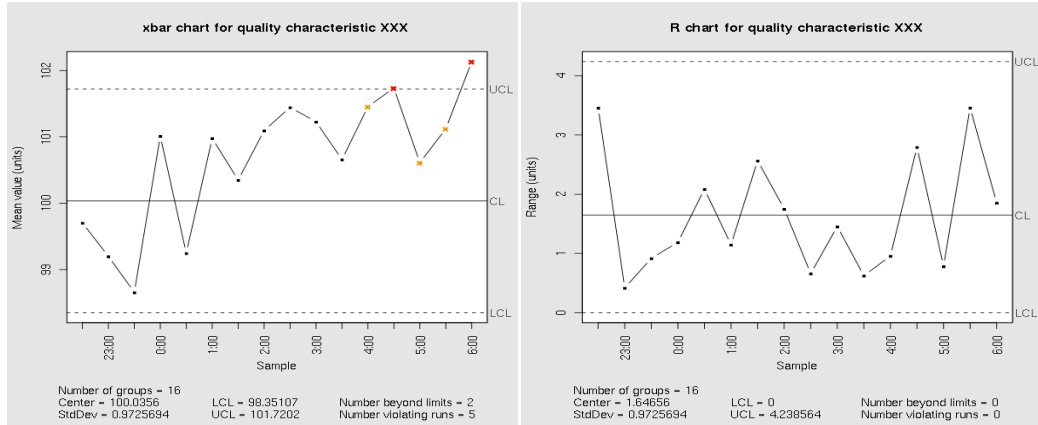 xbar chart for quality characteristic XXX
Mean value (units)
102
101
100
99
UCL
CL
LCL
23:00
0:00
1:00
2:00
3:00
4:00
5:00
6:00
Sample
Number of groups = 16
Center = 100.0356
LCL = 98.35107
Number beyond limits = 2
StdDev = 0.9725694
UCL = 101.7202
Number violating runs = 5
R chart for quality characteristic XXX
Range (units)
4
3
2
1
0
UCL
CL
LCL
23:00
0:00
1:00
2:00
3:00
4:00
5:00
6:00
Sample
Number of groups = 16
Center = 1.64656
LCL = 0
Number beyond limits = 0
StdDev = 0.9725694
UCL = 4.238564
Number violating runs = 0